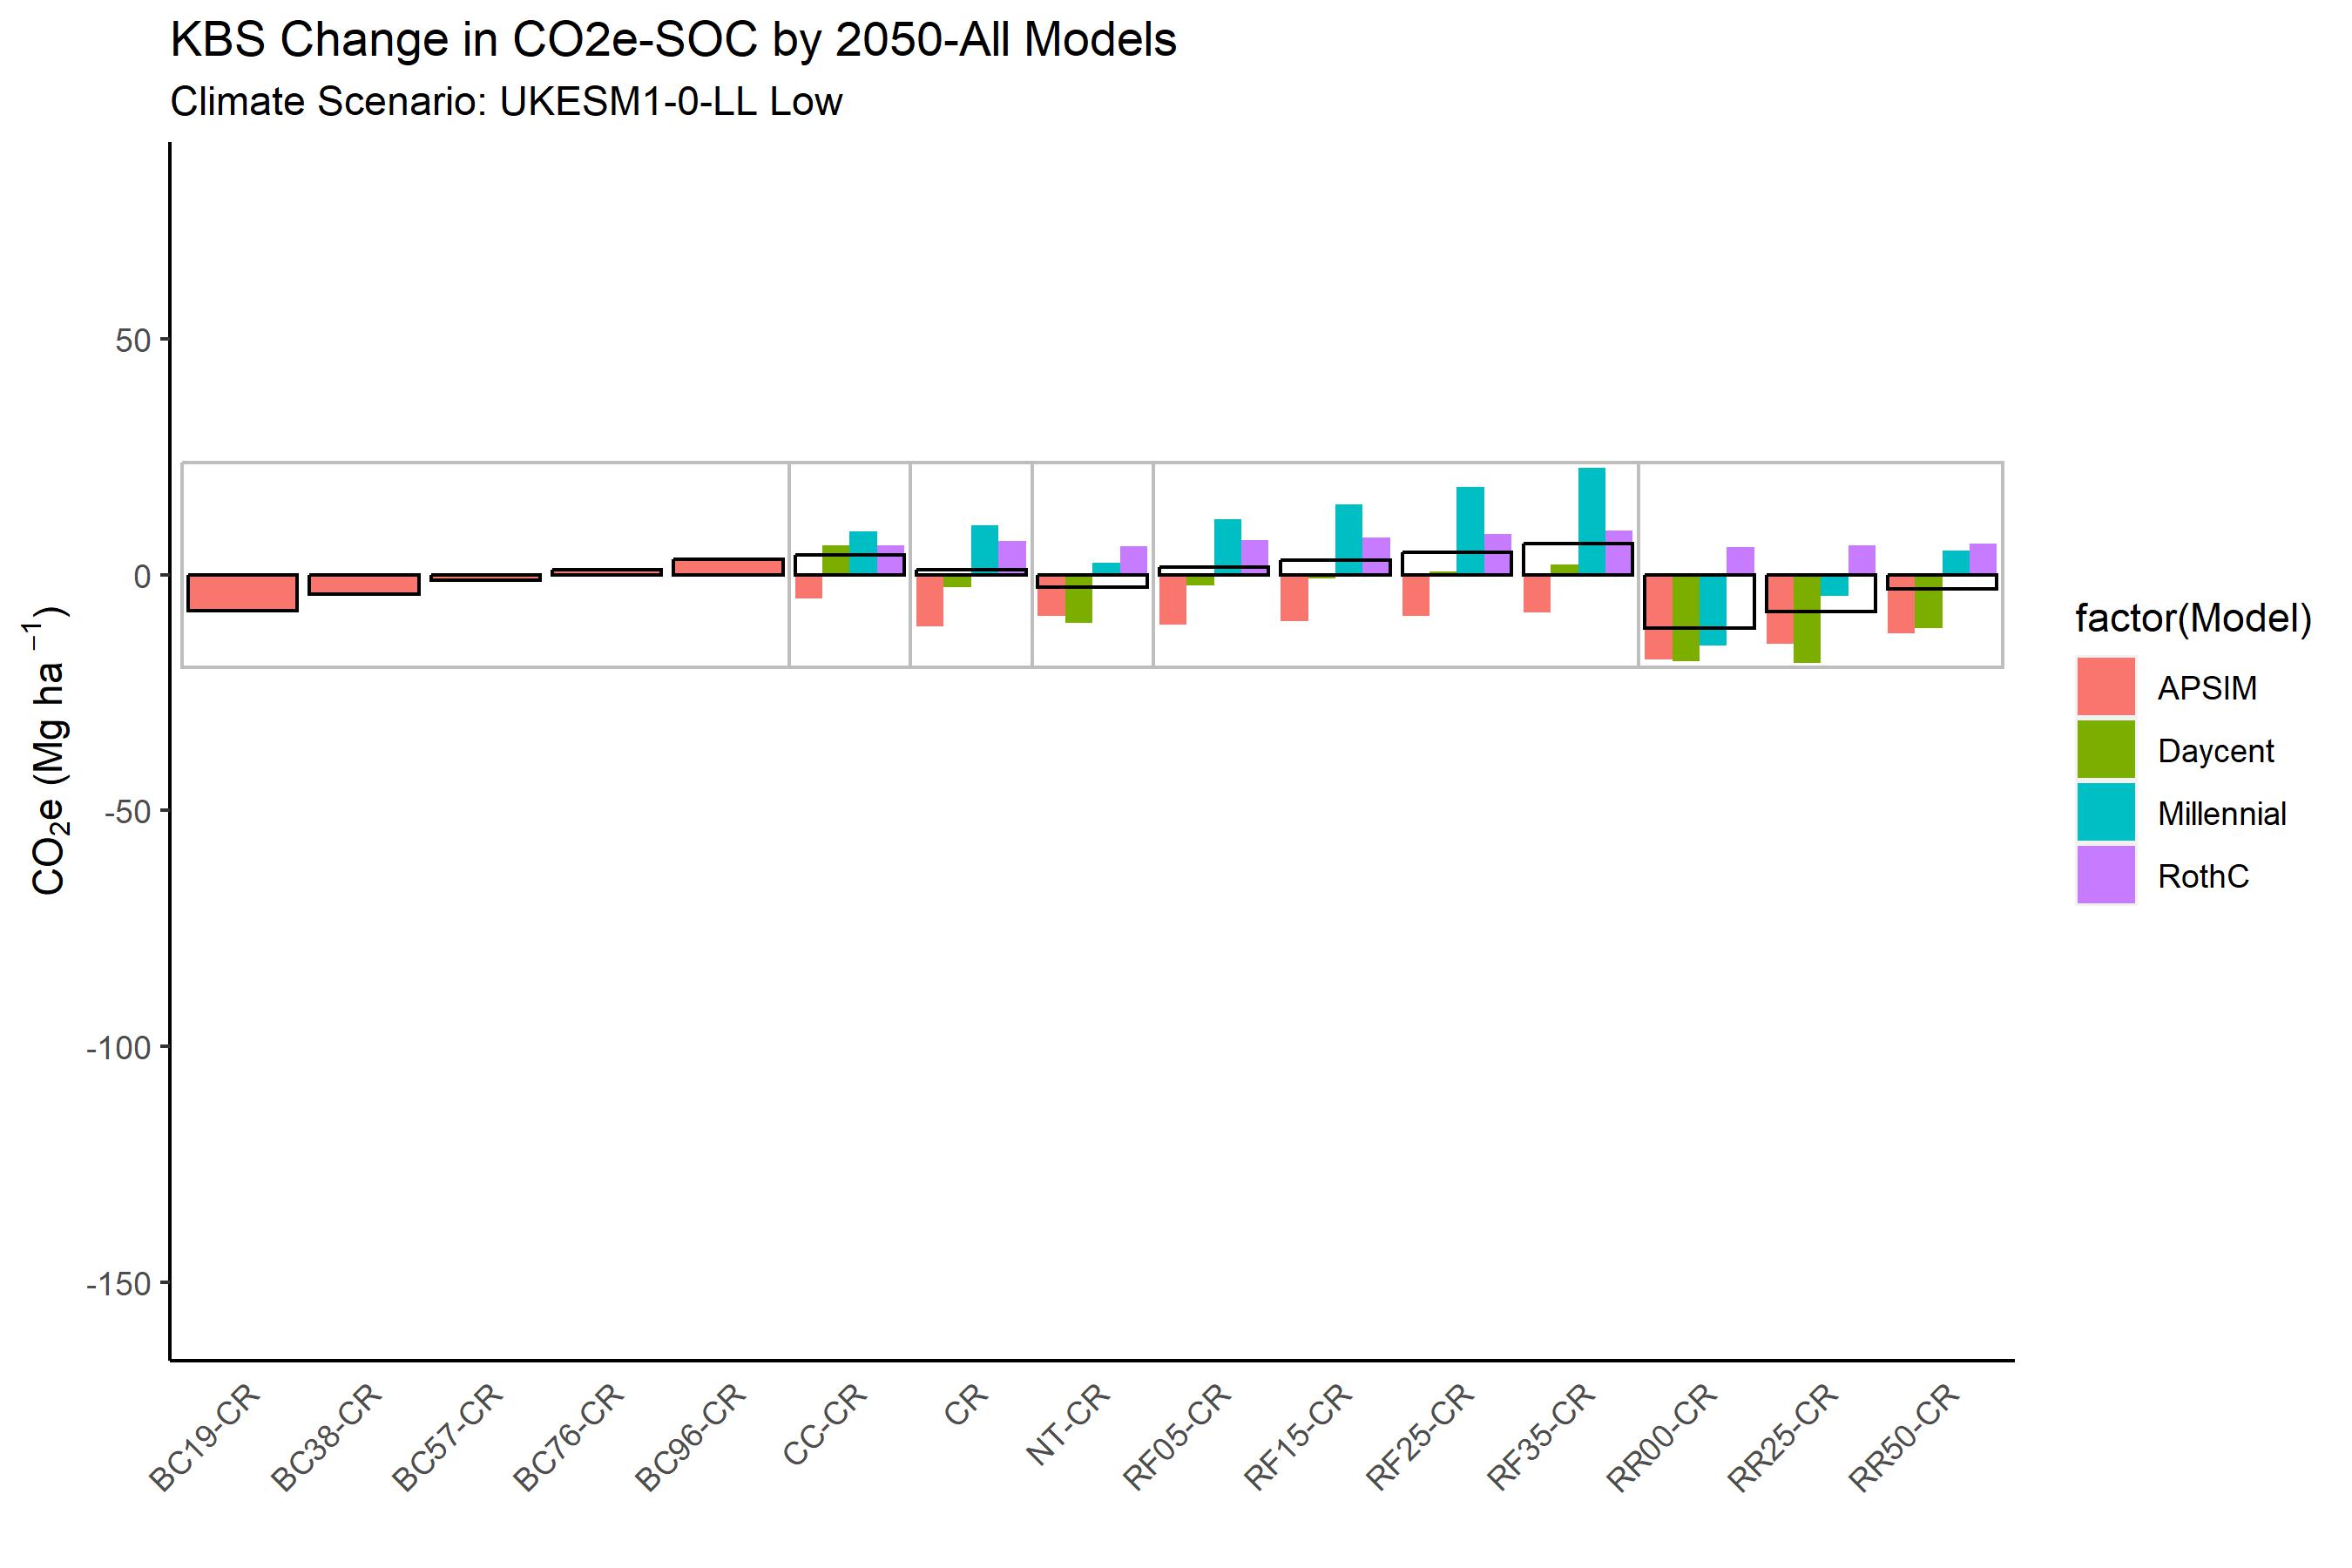 KBS Change in CO2e-SOC by 2050-All Models
Climate Scenario: UKESM1-0-LL Low
CO₂e (Mg ha ⁻¹)
50
0
-50
-100
-150
BC19-CR
BC38-CR
BC57-CR
BC76-CR
BC96-CR
CC-CR
CR
NT-CR
RF05-CR
RF15-CR
RF25-CR
RF35-CR
RR00-CR
RR25-CR
RR50-CR
factor(Model)
APSIM
Daycent
Millennial
RothC